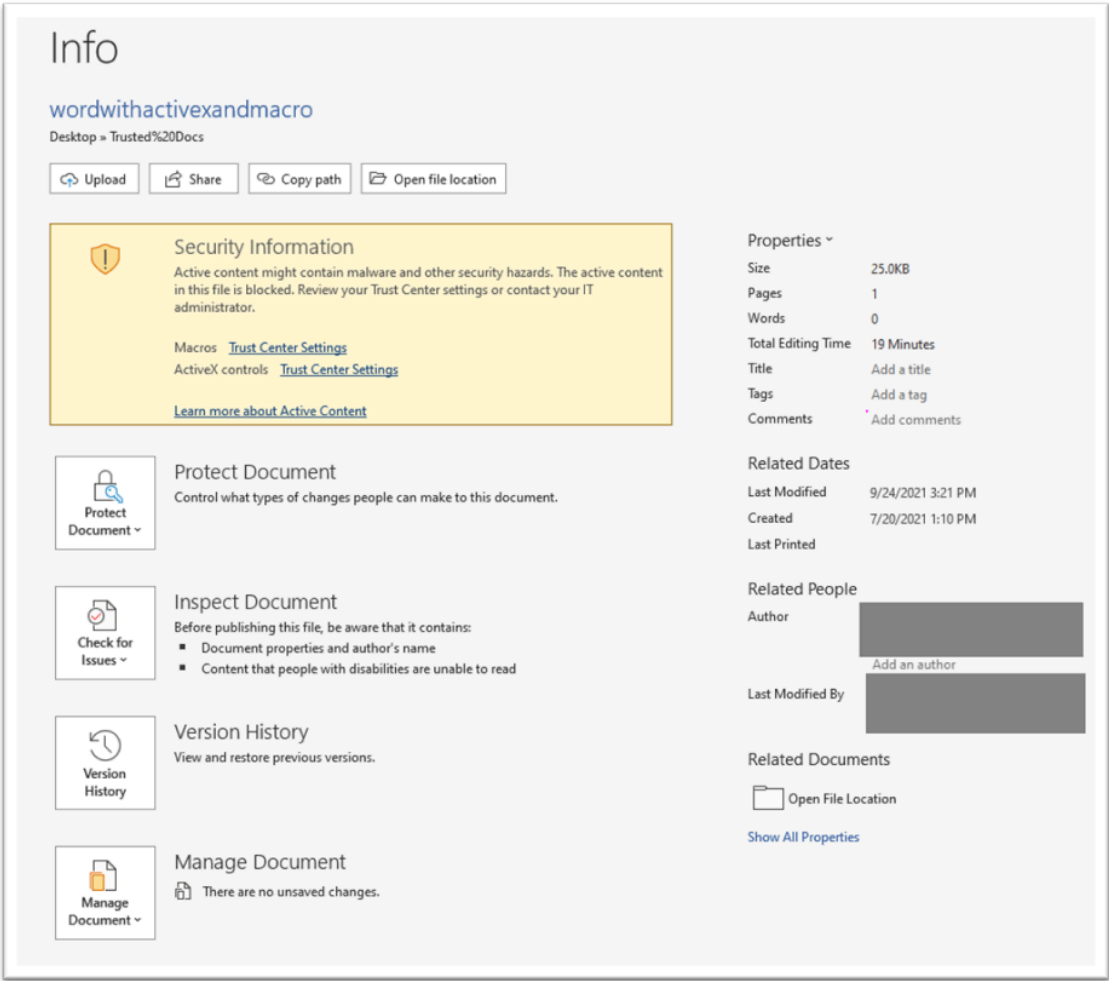 Info
wordwithactivexandmacro
Desktop » Trusted%20Docs
Upload
Share
Copy path
Open file location
Security Information
Active content might contain malware and other security hazards. The active content
in this file is blocked. Review your Trust Center settings or contact your IT
administrator.
Macros Trust Center Settings
ActiveX controls Trust Center Settings
Learn more about Active Content
Protect
Document
Protect Document
Control what types of changes people can make to this document.
Check for
Issues
Inspect Document
Before publishing this file, be aware that it contains:
Document properties and author's name
Content that people with disabilities are unable to read
Version
History
Version History
View and restore previous versions.
Manage
Document
Manage Document
There are no unsaved changes.
Properties
Size 25.0KB
Pages 1
Words 0
Total Editing Time 19 Minutes
Title Add a title
Tags Add a tag
Comments Add comments
Related Dates
Last Modified 9/24/2021 3:21 PM
Created 7/20/2021 1:10 PM
Last Printed
Related People
Author
Add an author
Last Modified By
Related Documents
Open File Location
Show All Properties